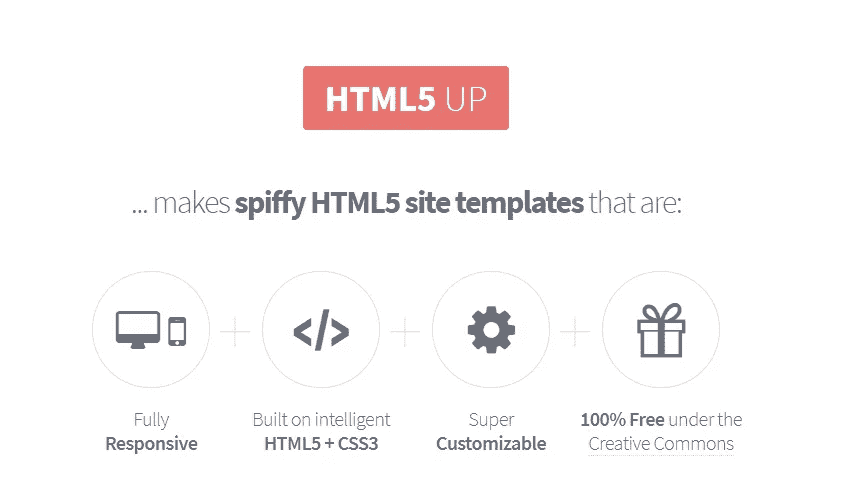 HTML5 UP
... makes spiffy HTML5 site templates that are:
</>
Fully
Responsive
Built on intelligent
HTML5 + CSS3
Super
Customizable
100% Free under the
Creative Commons